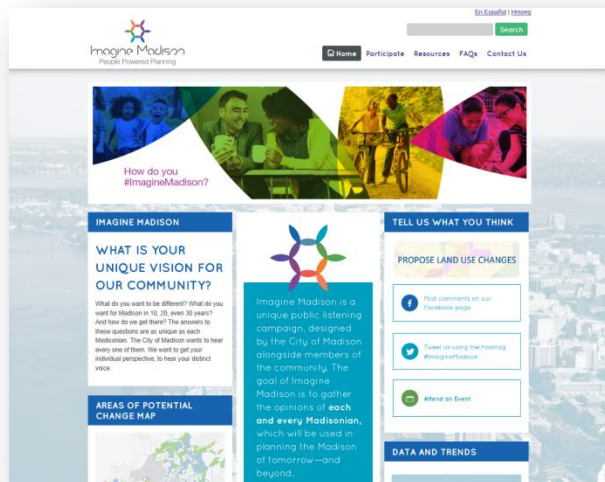 En Español | Hmong
Search
Imagine Madison
People Powered Planning
Home Participate Resources FAQs Contact Us
How do you
#ImagineMadison?
IMAGINE MADISON
WHAT IS YOUR
UNIQUE VISION FOR
OUR COMMUNITY?
What do you want to be different? What do you
want for Madison in 10, 20, even 30 years?
And how do we get there? The answers to
these questions are as unique as each
Madisonian. The City of Madison wants to hear
every one of them. We want to get your
individual perspective; to hear your distinct
voice.
AREAS OF POTENTIAL
CHANGE MAP
Imagine Madison is a
unique public listening
campaign, designed
by the City of Madison
alongside members of
the community. The
goal of Imagine
Madison is to gather
the opinions of each
and every Madisonian,
which will be used in
planning the Madison
of tomorrow—and
beyond.
TELL US WHAT YOU THINK
PROPOSE LAND USE CHANGES
Post comments on our
Facebook page
Tweet us using the hashtag
#ImagineMadison
Attend an Event
DATA AND TRENDS